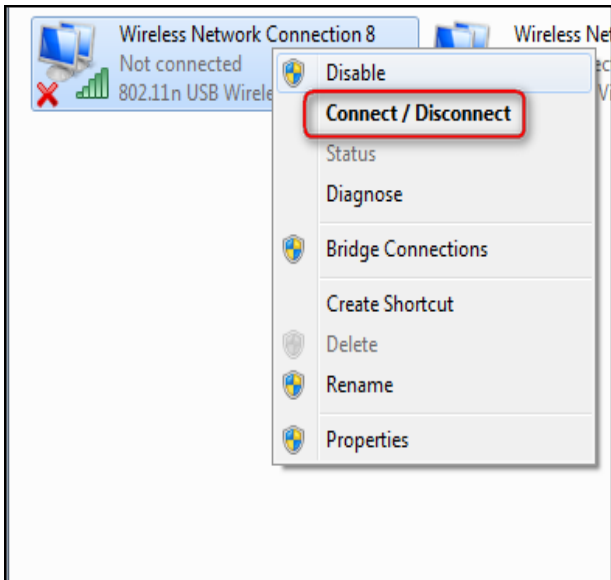 Wireless Network Connection 8
Not connected
802.11n USB
Wireless
Disable
Connect / Disconnect
Status
Diagnose
Bridge Connections
Create Shortcut
Delete
Rename
Properties